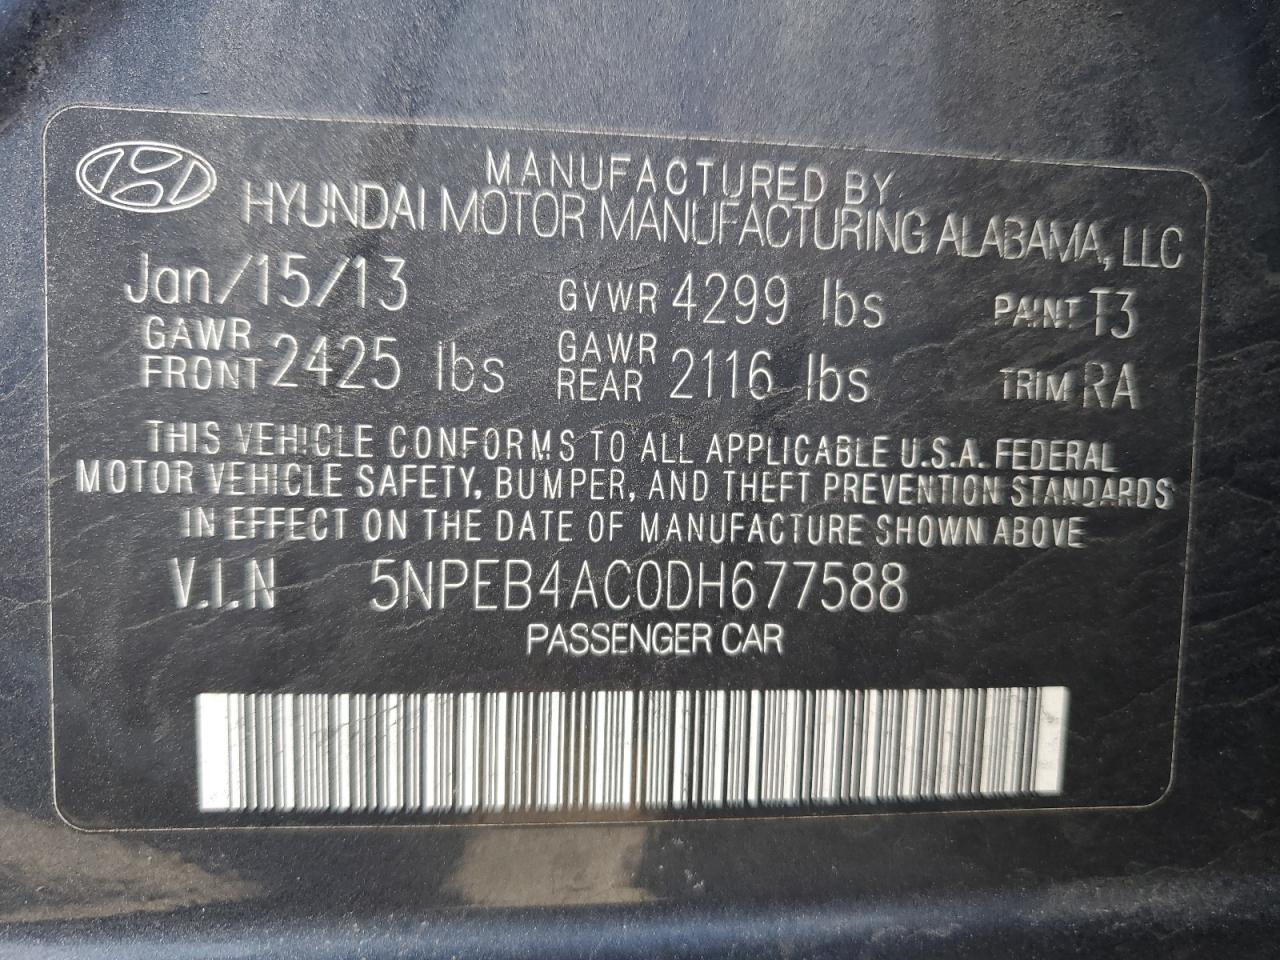 MANUFACTURED BY
HYUNDAI MOTOR MANUFACTURING ALABAMA, LLC
Jan/15/13 GVWR 4299 lbs PAINT T3
GAWR FRONT 2425 lbs GAWR REAR 2116 lbs TRIM RA
THIS VEHICLE CONFORMS TO ALL APPLICABLE U.S.A. FEDERAL
MOTOR VEHICLE SAFETY, BUMPER, AND THEFT PREVENTION STANDARDS
IN EFFECT ON THE DATE OF MANUFACTURE SHOWN ABOVE
V.I.N 5NPEB4AC0DH677588
PASSENGER CAR